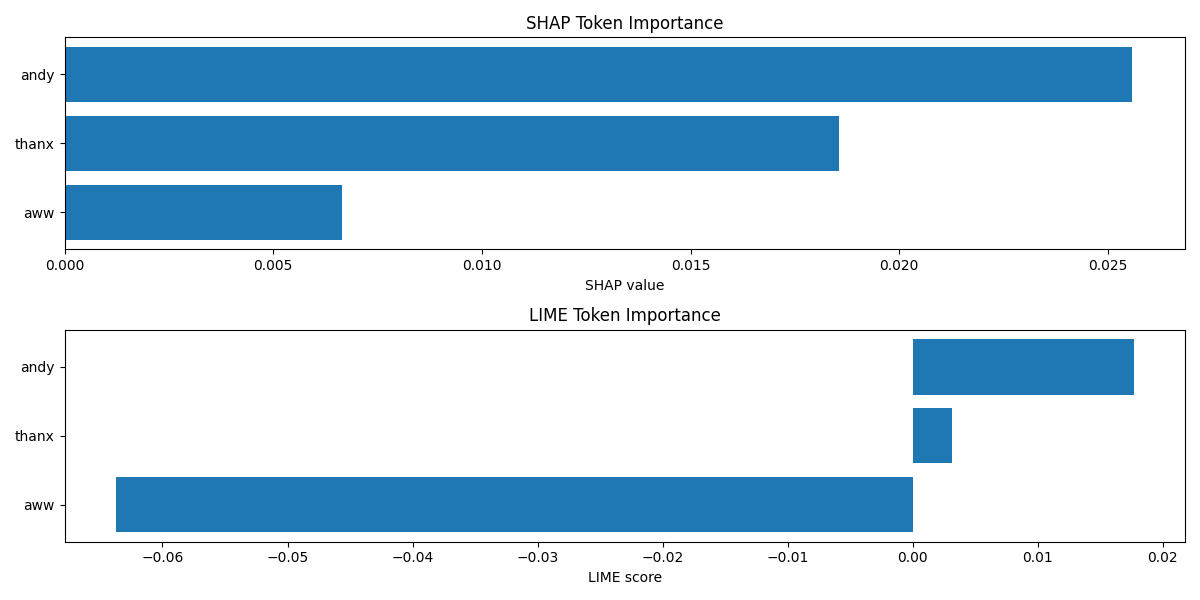 SHAP Token Importance
andy
thanx
aww
0.000 0.005 0.010 0.015 0.020 0.025
SHAP value
LIME Token Importance
andy
thanx
aww
−0.06 −0.05 −0.04 −0.03 −0.02 −0.01 0.00 0.01 0.02
LIME score